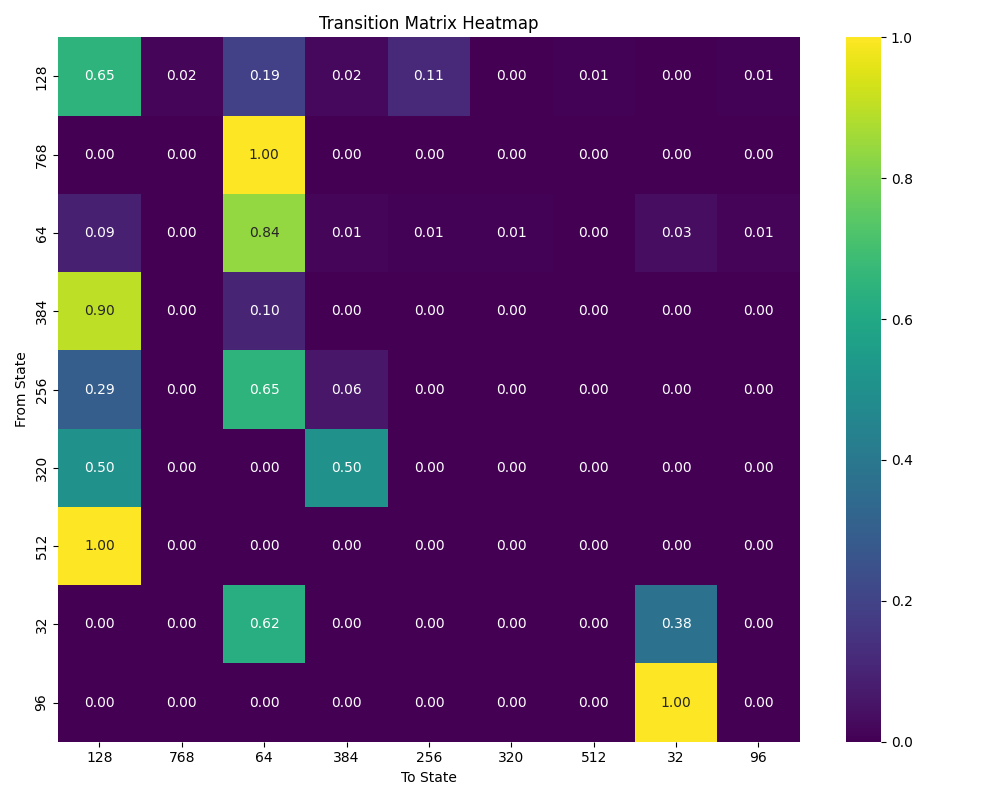 Transition Matrix Heatmap
From State
128 0.65 0.02 0.19 0.02 0.11 0.00 0.01 0.00 0.01
768 0.00 0.00 1.00 0.00 0.00 0.00 0.00 0.00 0.00
64 0.09 0.00 0.84 0.01 0.01 0.01 0.00 0.03 0.01
384 0.90 0.00 0.10 0.00 0.00 0.00 0.00 0.00 0.00
256 0.29 0.00 0.65 0.06 0.00 0.00 0.00 0.00 0.00
320 0.50 0.00 0.00 0.50 0.00 0.00 0.00 0.00 0.00
512 1.00 0.00 0.00 0.00 0.00 0.00 0.00 0.00 0.00
32 0.00 0.00 0.62 0.00 0.00 0.00 0.00 0.38 0.00
96 0.00 0.00 0.00 0.00 0.00 0.00 0.00 1.00 0.00
128 768 64 384 256 320 512 32 96
To State
1.0
0.8
0.6
0.4
0.2
0.0